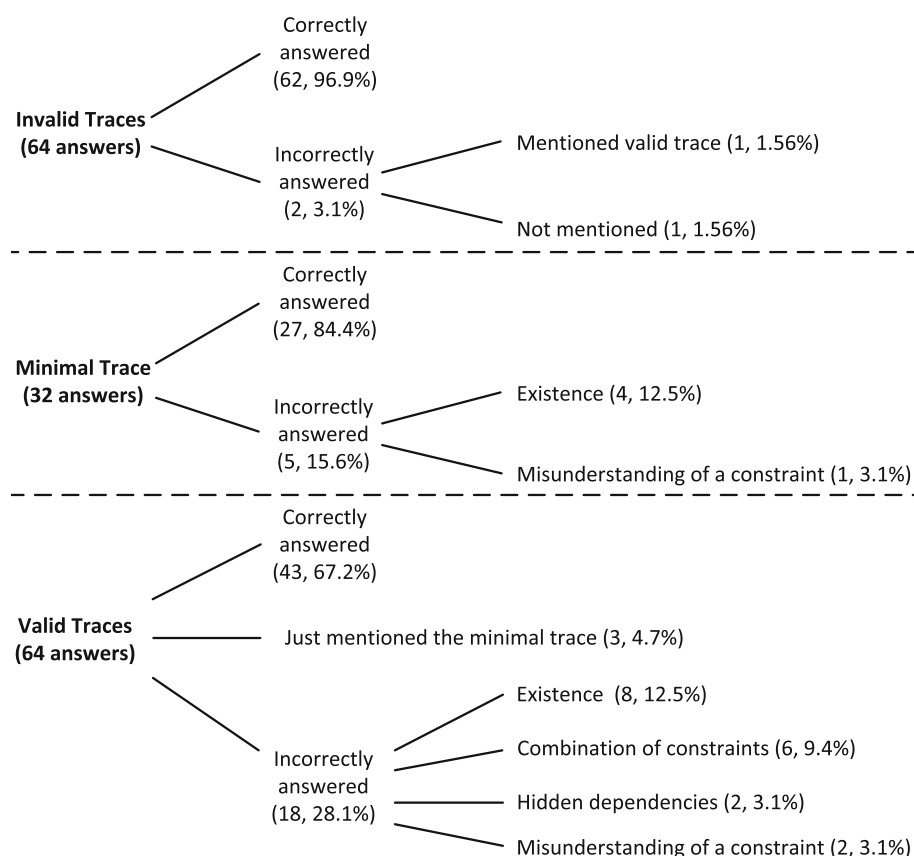 Invalid Traces
(64 answers)
Correctly
answered
(62, 96.9%)
Incorrectly
answered
(2, 3.1%)
Mentioned valid trace (1, 1.56%)
Not mentioned (1, 1.56%)
Minimal Trace
(32 answers)
Correctly
answered
(27, 84.4%)
Incorrectly
answered
(5, 15.6%)
Existence (4, 12.5%)
Misunderstanding of a constraint (1, 3.1%)
Valid Traces
(64 answers)
Correctly
answered
(43, 67.2%)
Just mentioned the minimal trace (3, 4.7%)
Incorrectly
answered
(18, 28.1%)
Existence (8, 12.5%)
Combination of constraints (6, 9.4%)
Hidden dependencies (2, 3.1%)
Misunderstanding of a constraint (2, 3.1%)